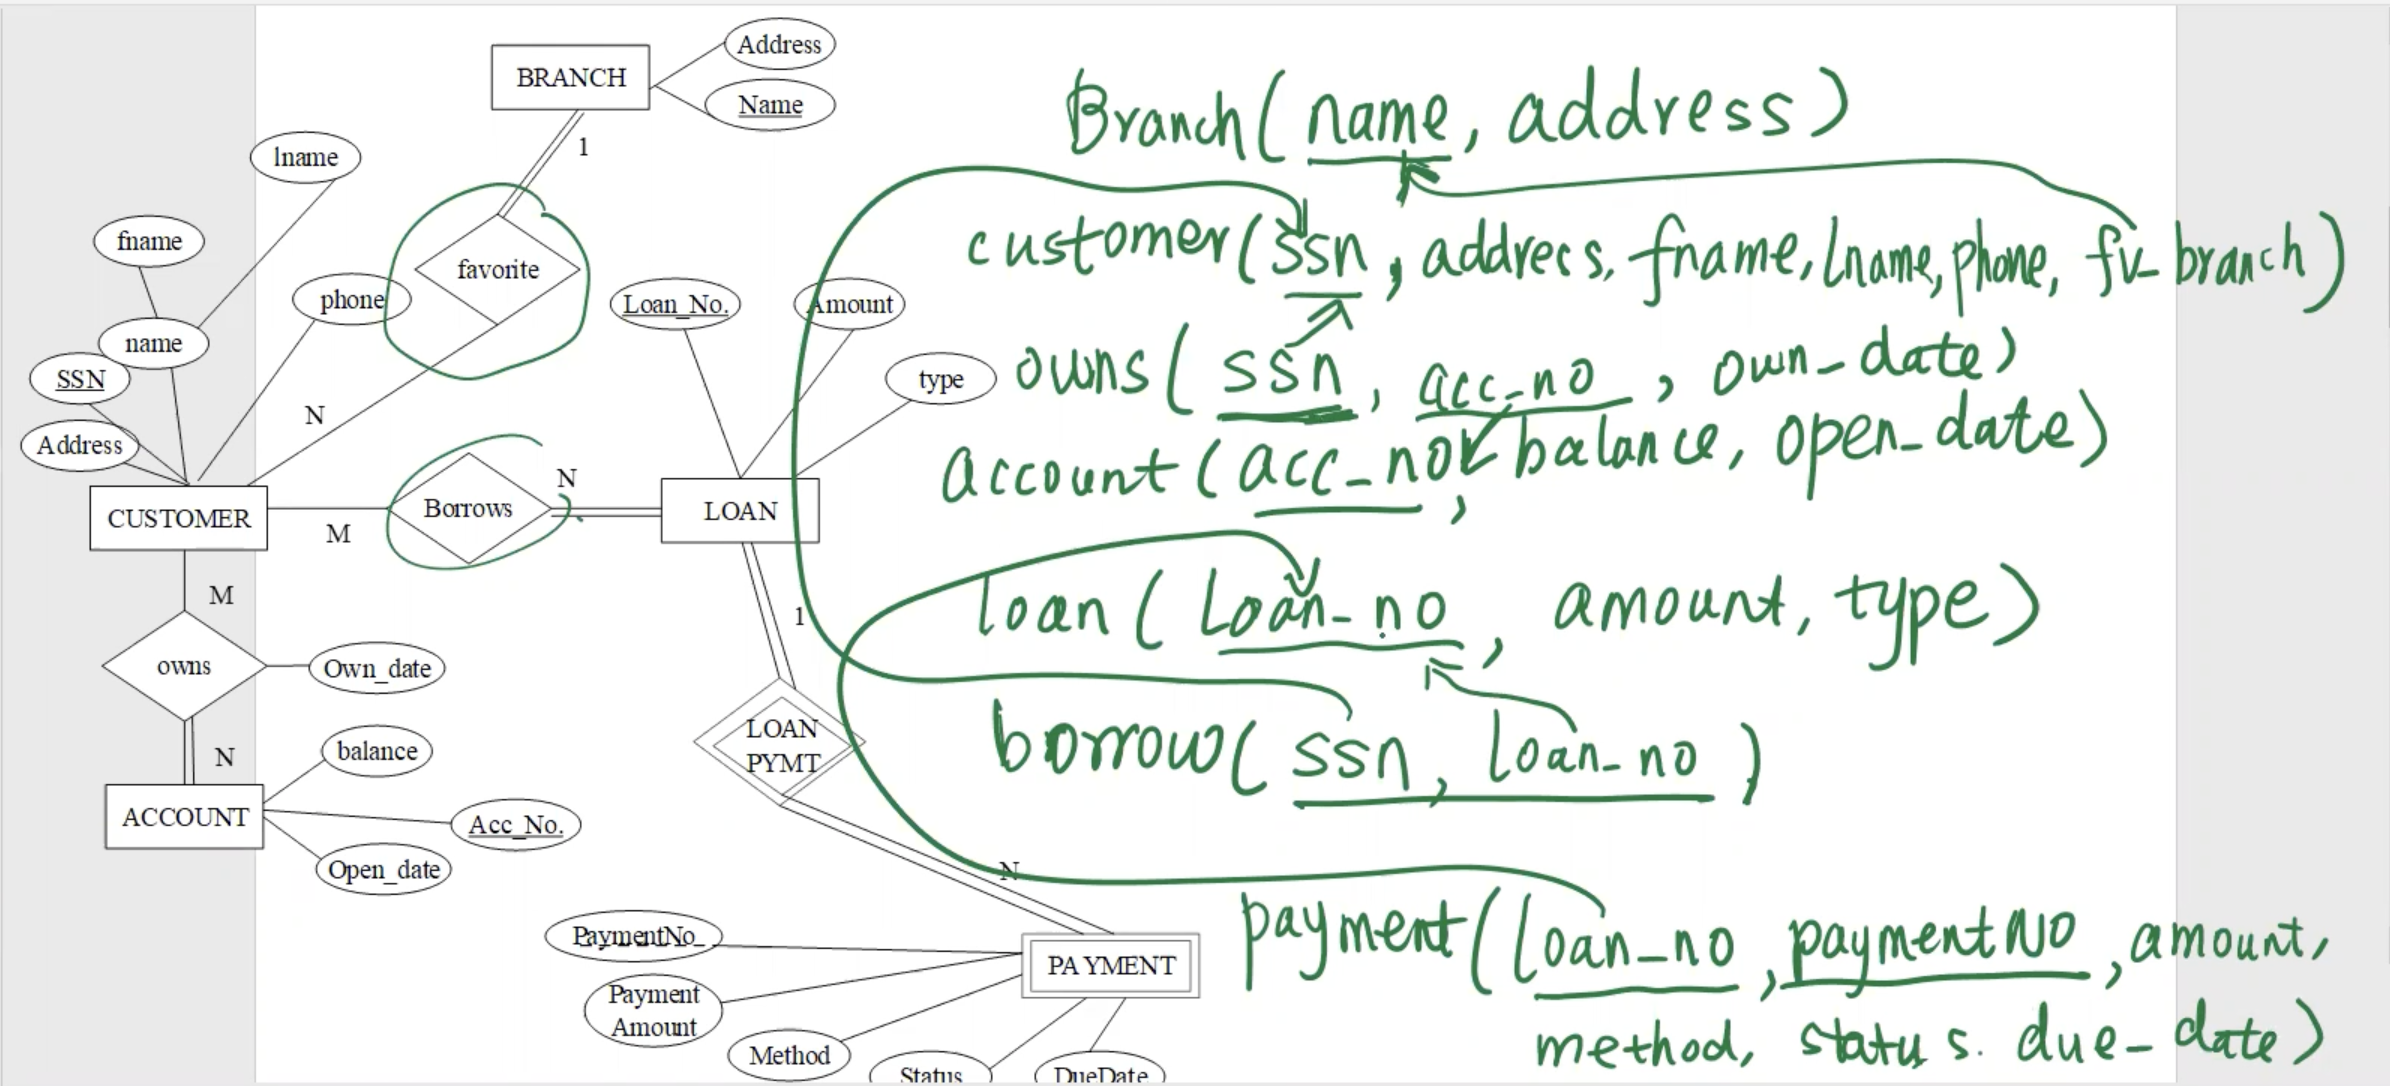 Address
BRANCH
Name
1
lname
fname
favorite
phone
Loan_No.
Amount
name
SSN
type
N
Address
N
CUSTOMER
Borrows
LOAN
M
M
1
owns
Own_date
LOAN
PYMT
balance
N
ACCOUNT
Acc_No.
Open_date
N
PaymentNo
PAYMENT
Payment
Amount
Method
Status
DueDate
Branch( name, address)
customer( ssn, address, fname, lname, phone, fv_branch)
owns( ssn, acc_no, own_date)
account( acc_no, balance, open_date)
loan( Loan_no, amount, type)
borrow( ssn, loan_no )
payment( loan_no, paymentNO, amount,
method, status. due_date)